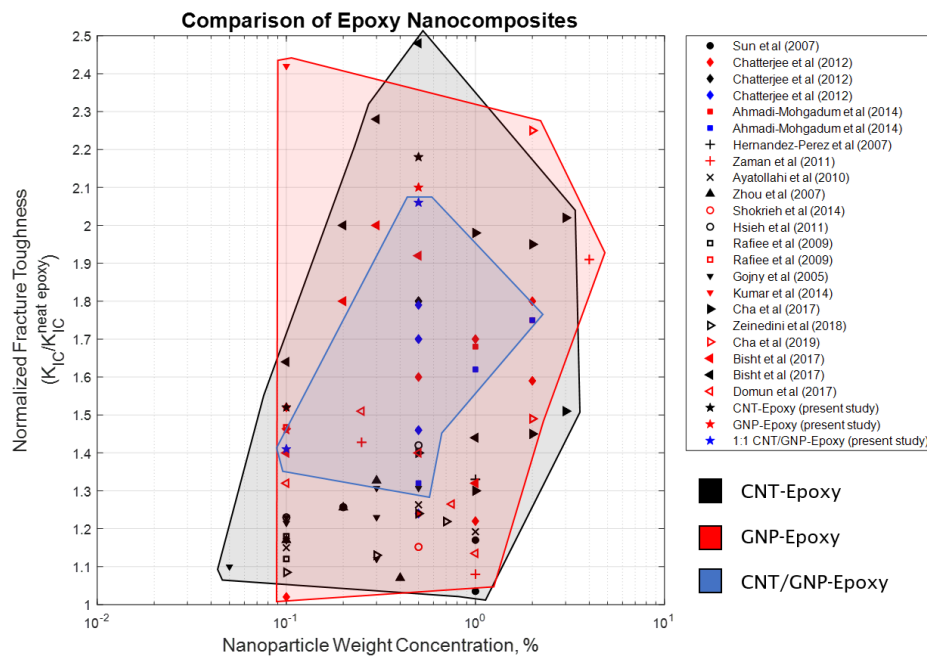 Comparison of Epoxy Nanocomposites
2.5
2.4
2.3
2.2
2.1
2
1.9
1.8
1.7
1.6
1.5
1.4
1.3
1.2
1.1
1
10-2
10-1
100
101
Normalized Fracture Toughness
(KIC/KICneat epoxy)
Nanoparticle Weight Concentration, %
Sun et al (2007)
Chatterjee et al (2012)
Chatterjee et al (2012)
Chatterjee et al (2012)
Ahmadi-Mohgadum et al (2014)
Ahmadi-Mohgadum et al (2014)
Hernandez-Perez et al (2007)
Zaman et al (2011)
Ayatollahi et al (2010)
Zhou et al (2007)
Shokrieh et al (2014)
Hsieh et al (2011)
Rafiee et al (2009)
Rafiee et al (2009)
Gojny et al (2005)
Kumar et al (2014)
Cha et al (2017)
Zeinedini et al (2018)
Cha et al (2019)
Bisht et al (2017)
Bisht et al (2017)
Domun et al (2017)
CNT-Epoxy (present study)
GNP-Epoxy (present study)
1:1 CNT/GNP-Epoxy (present study)
CNT-Epoxy
GNP-Epoxy
CNT/GNP-Epoxy